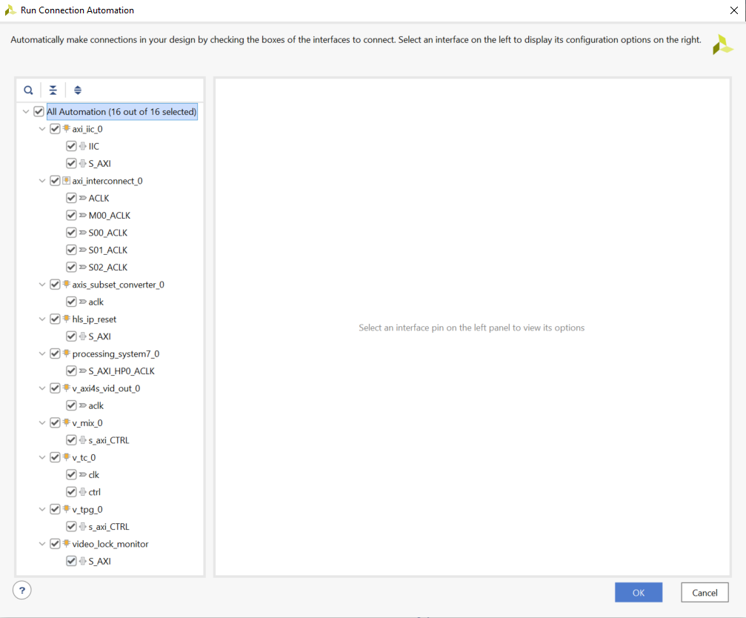 Run Connection Automation
Automatically make connections in your design by checking the boxes of the interfaces to connect. Select an interface on the left to display its configuration options on the right.
All Automation (16 out of 16 selected)
axi_iic_0
IIC
S_AXI
axi_interconnect_0
ACLK
M00_ACLK
S00_ACLK
S01_ACLK
S02_ACLK
axis_subset_converter_0
aclk
hls_ip_reset
S_AXI
processing_system7_0
S_AXI_HP0_ACLK
v_axi4s_vid_out_0
aclk
v_mix_0
s_axi_CTRL
v_tc_0
clk
ctrl
v_tpg_0
s_axi_CTRL
video_lock_monitor
S_AXI
Select an interface pin on the left panel to view its options
?
OK
Cancel